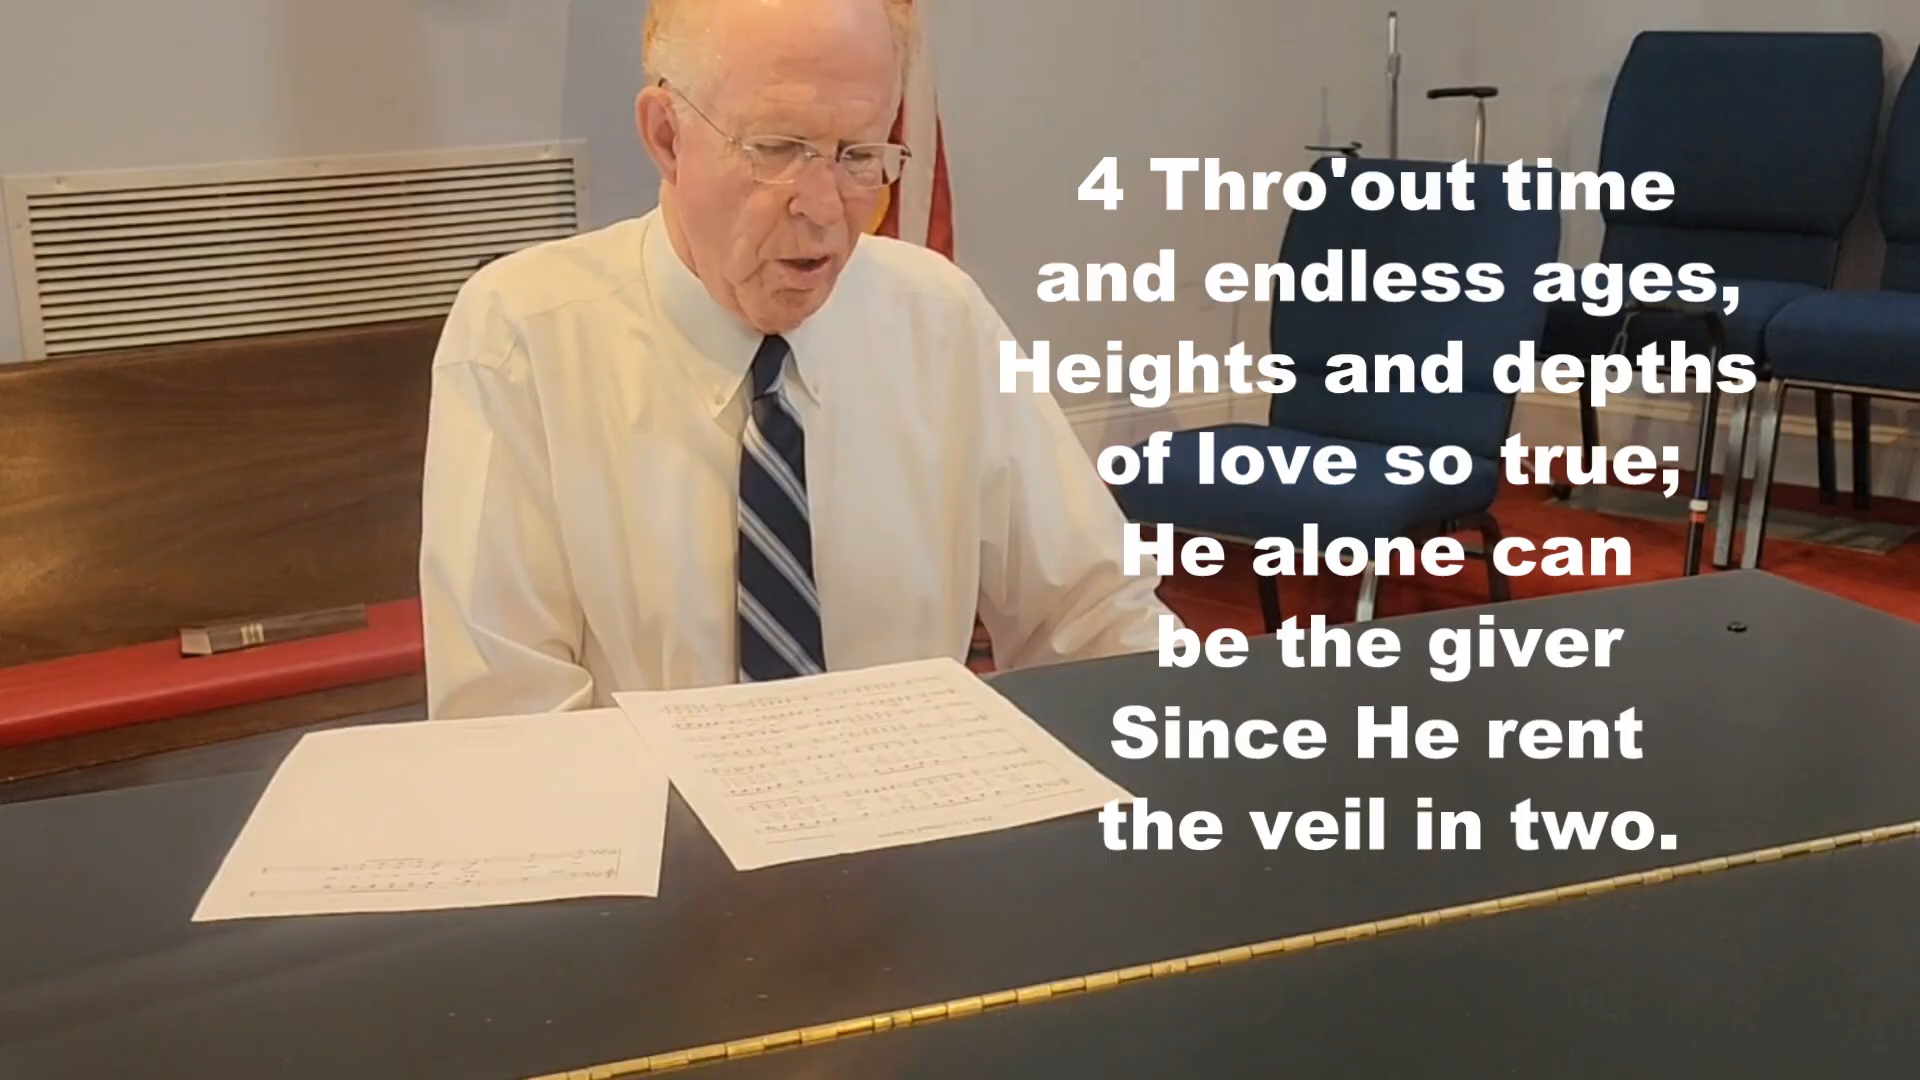 4 Thro'out time
and endless ages,
Heights and depths
of love so true;
He alone can
be the giver
Since He rent
the veil in two.